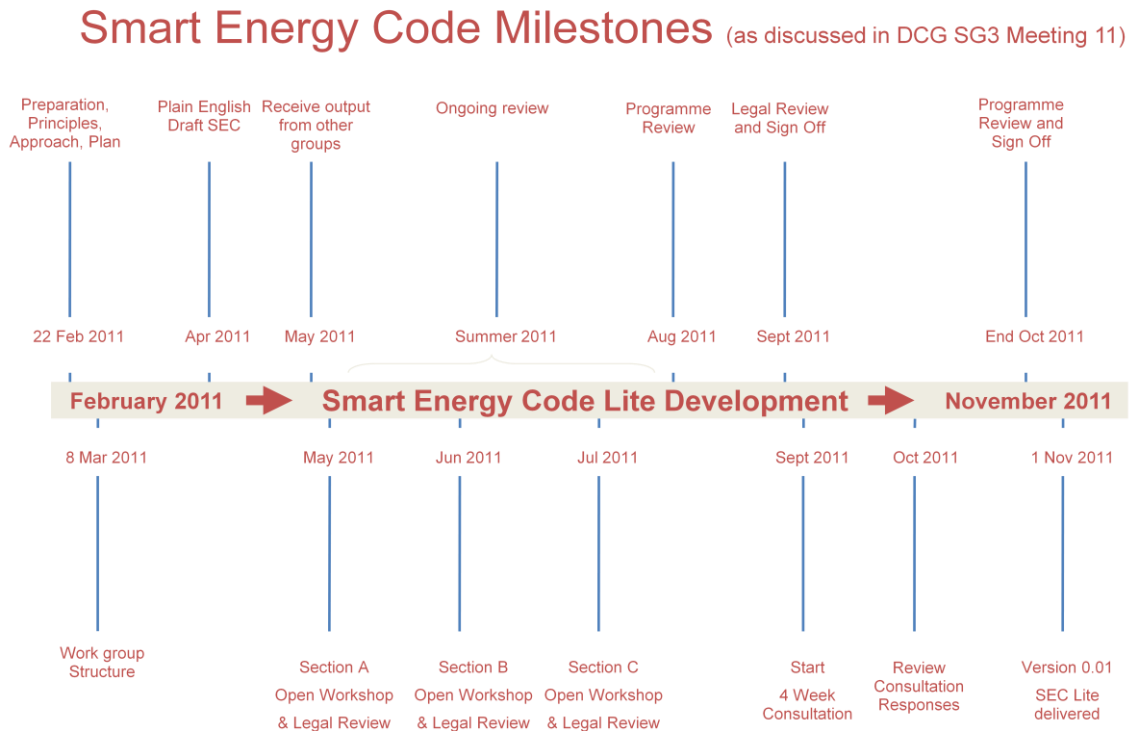 Smart Energy Code Milestones (as discussed in DCG SG3 Meeting 11)
Preparation,
Principles,
Approach, Plan
Plain English
Draft SEC
Receive output
from other
groups
Ongoing review
Programme
Review
Legal Review
and Sign Off
Programme
Review and
Sign Off
22 Feb 2011
Apr 2011
May 2011
Summer 2011
Aug 2011
Sept 2011
End Oct 2011
February 2011
Smart Energy Code Lite Development
November 2011
8 Mar 2011
May 2011
Jun 2011
Jul 2011
Sept 2011
Oct 2011
1 Nov 2011
Work group
Structure
Section A
Open Workshop
& Legal Review
Section B
Open Workshop
& Legal Review
Section C
Open Workshop
& Legal Review
Start
4 Week
Consultation
Review
Consultation
Responses
Version 0.01
SEC Lite
delivered